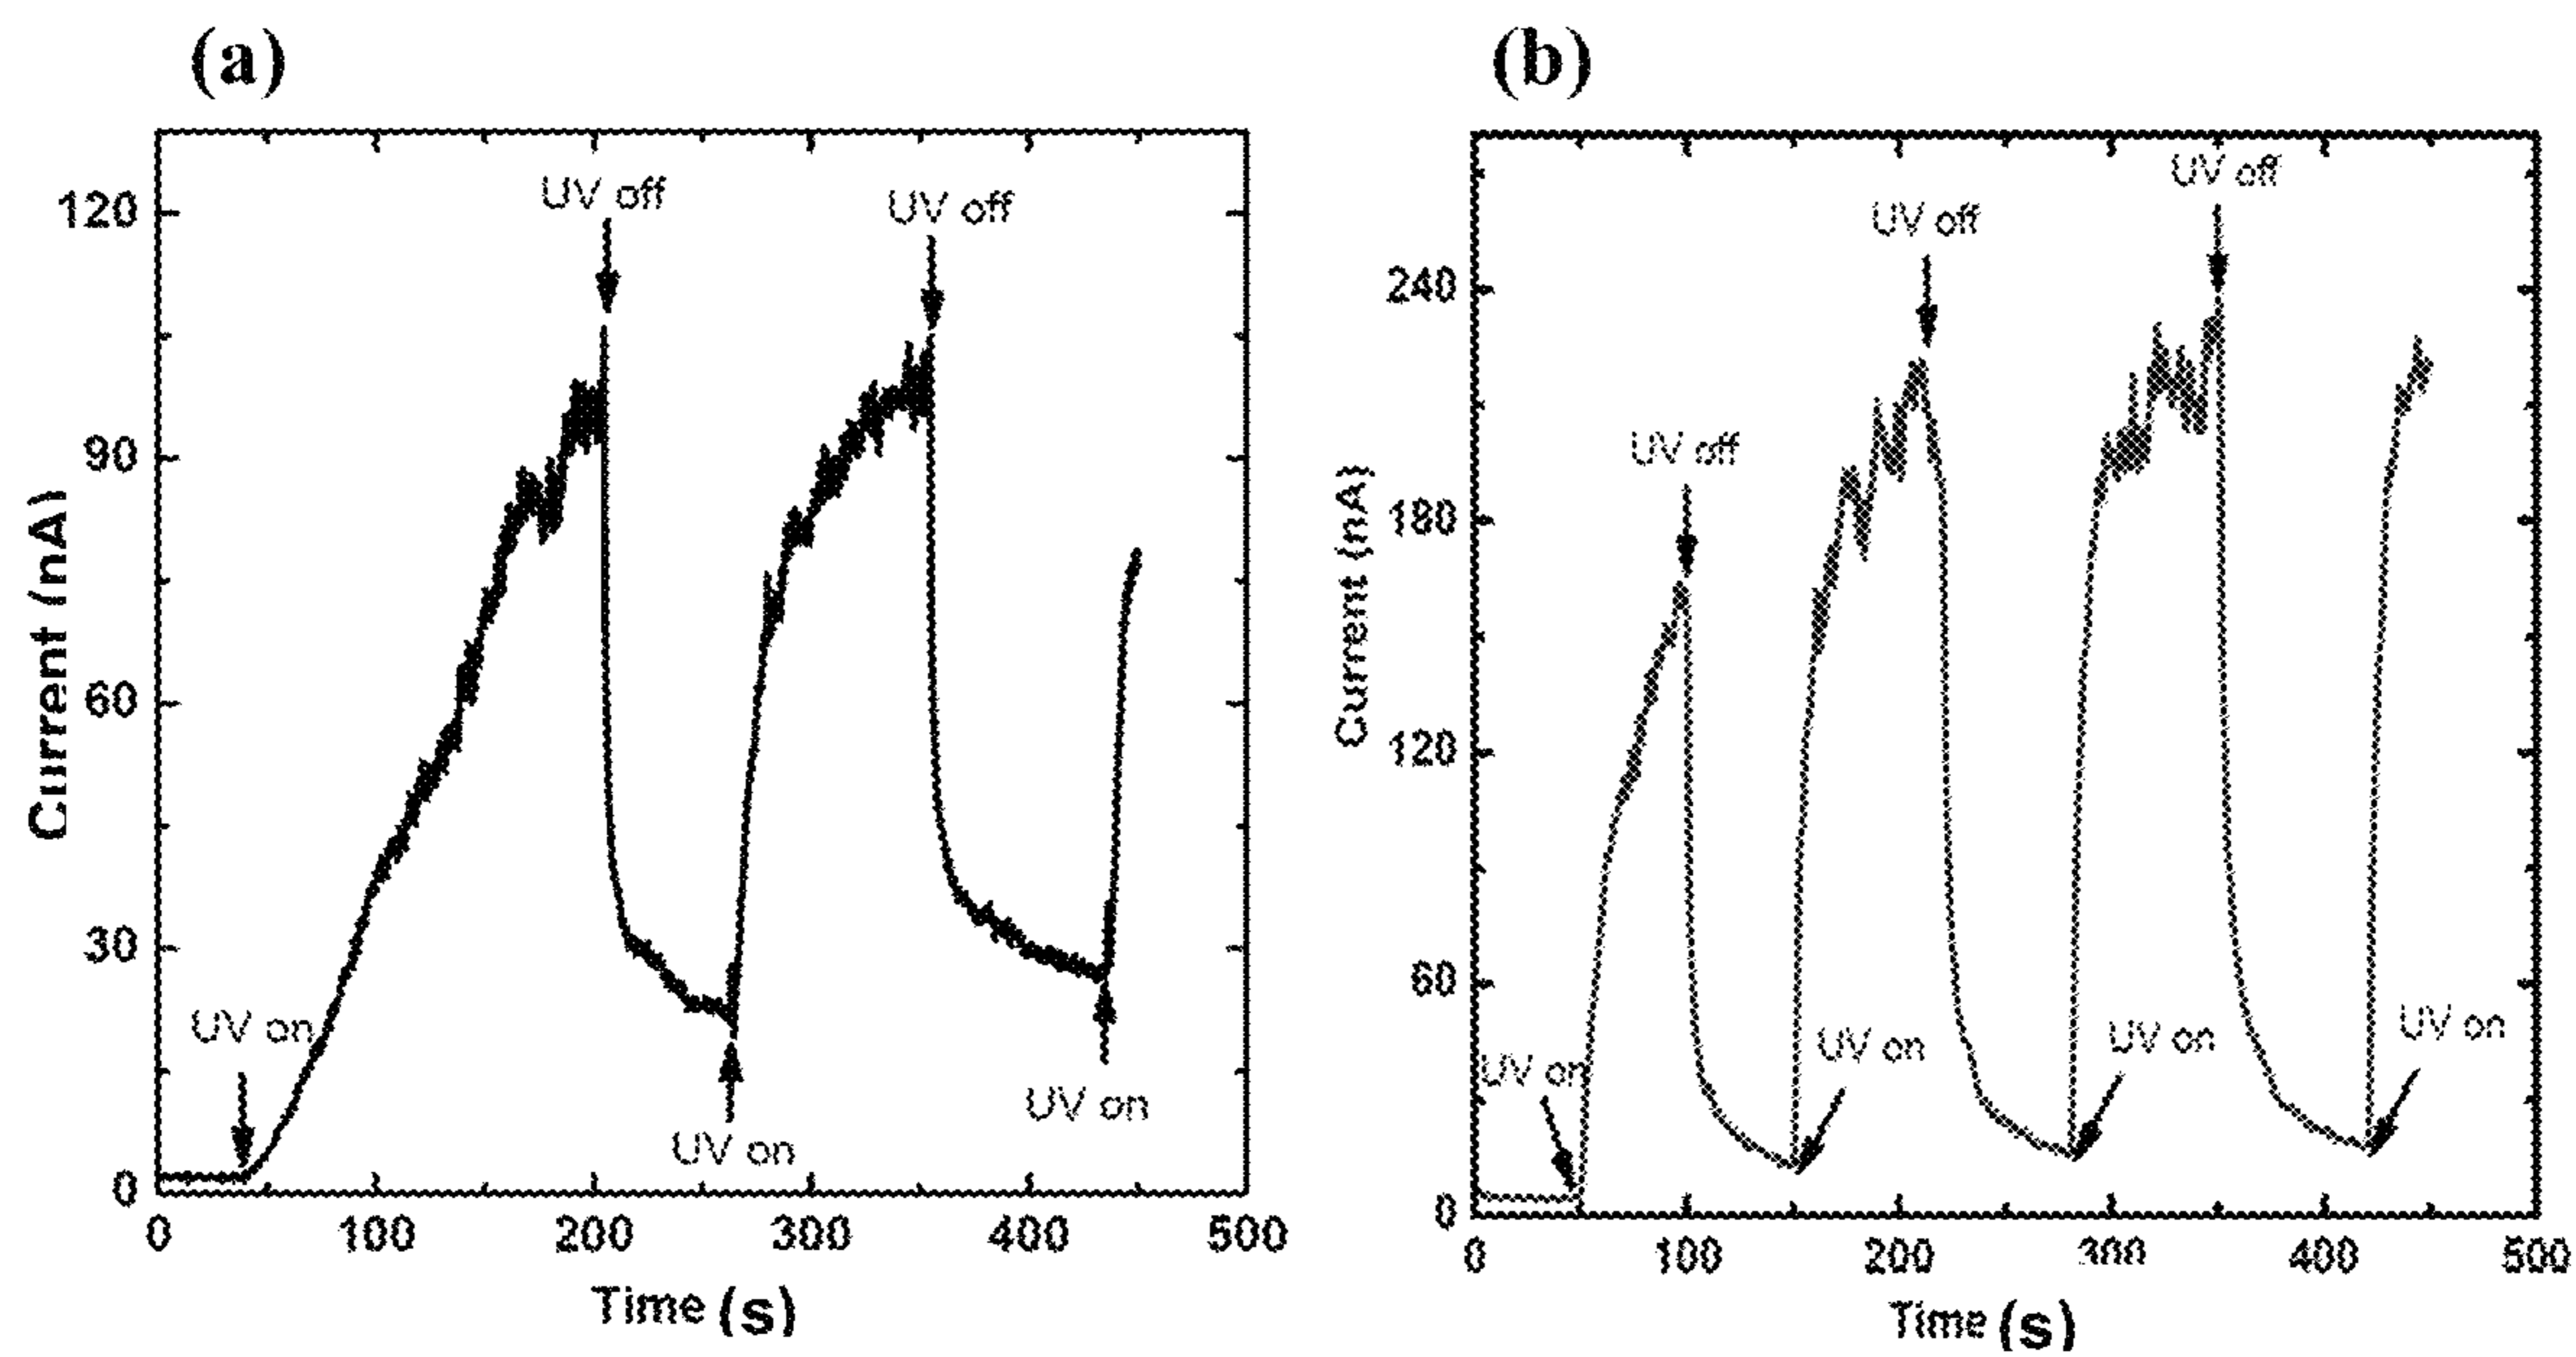 (a)
UV off
UV off
120
90
60
30
0
Current (nA)
UV on
UV on
UV on
0 100 200 300 400 500
Time (s)
(b)
UV off
UV off
UV off
240
180
120
60
0
Current (nA)
UV on
UV on
UV on
UV on
0 100 200 300 400 500
Time (s)